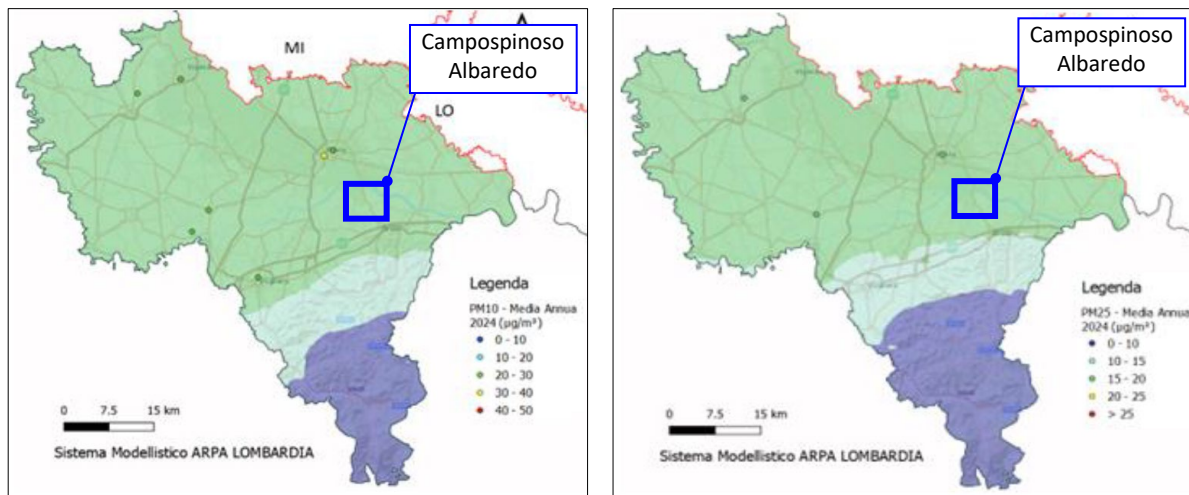 MI
Campospinoso
Albaredo
LO
Legenda
PM10 - Media Annua
2024 (µg/m³)
0 - 10
10 - 20
20 - 30
30 - 40
40 - 50
0 7.5 15 km
Sistema Modellistico ARPA LOMBARDIA
Campospinoso
Albaredo
Legenda
PM25 - Media Annua
2024 (µg/m³)
0 - 10
10 - 15
15 - 20
20 - 25
> 25
0 7.5 15 km
Sistema Modellistico ARPA LOMBARDIA